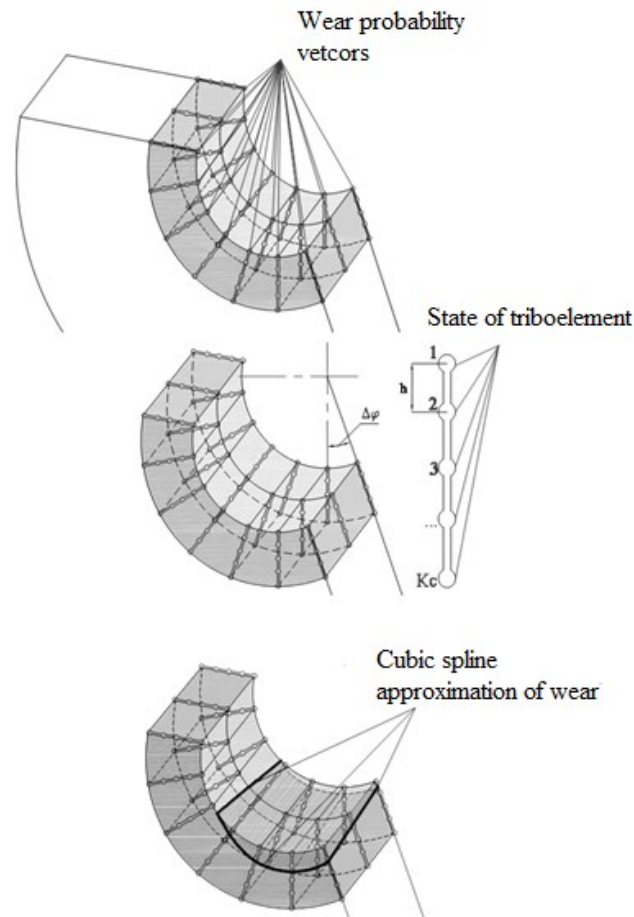 Wear probability
vetcors
State of triboelement
1
h
2
Δφ
3
...
Kc
Cubic spline
approximation of wear